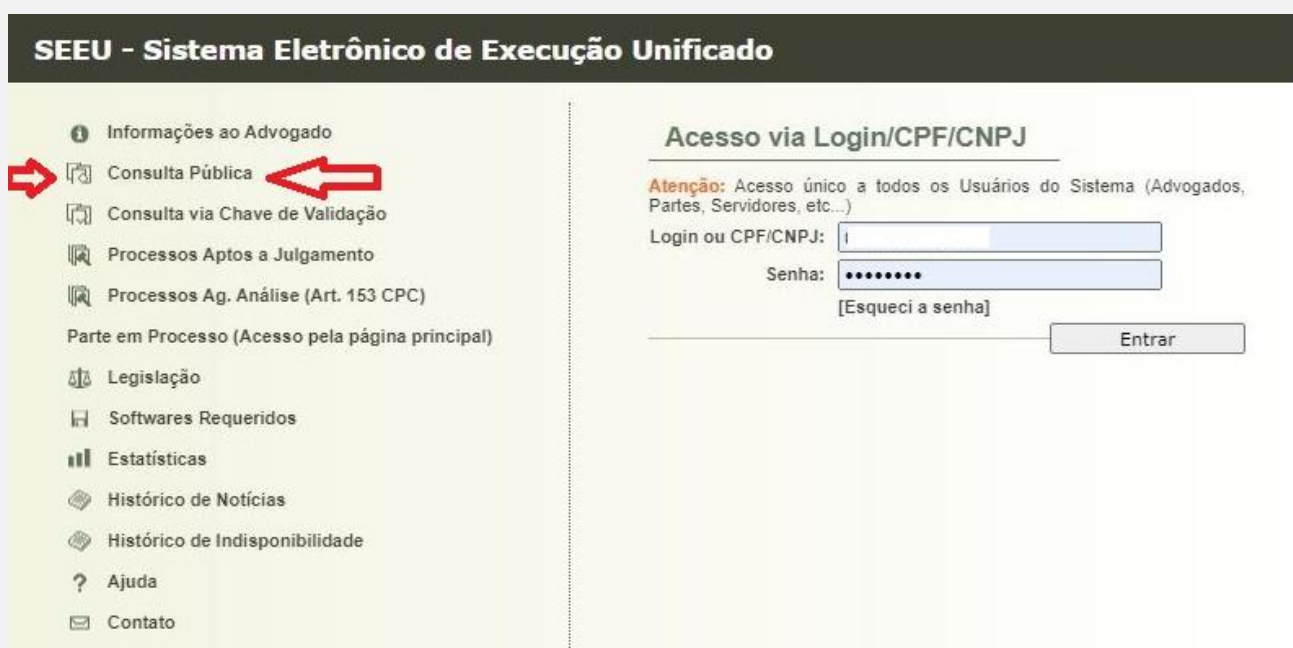 SEEU - Sistema Eletrônico de Execução Unificado
Informações ao Advogado
Consulta Pública
Consulta via Chave de Validação
Processos Aptos a Julgamento
Processos Ag. Análise (Art. 153 CPC)
Parte em Processo (Acesso pela página principal)
Legislação
Softwares Requeridos
Estatísticas
Histórico de Notícias
Histórico de Indisponibilidade
? Ajuda
Contato
Acesso via Login/CPF/CNPJ
Atenção: Acesso único a todos os Usuários do Sistema (Advogados,
Partes, Servidores, etc...)
Login ou CPF/CNPJ:
Senha: ••••••••
[Esqueci a senha]
Entrar